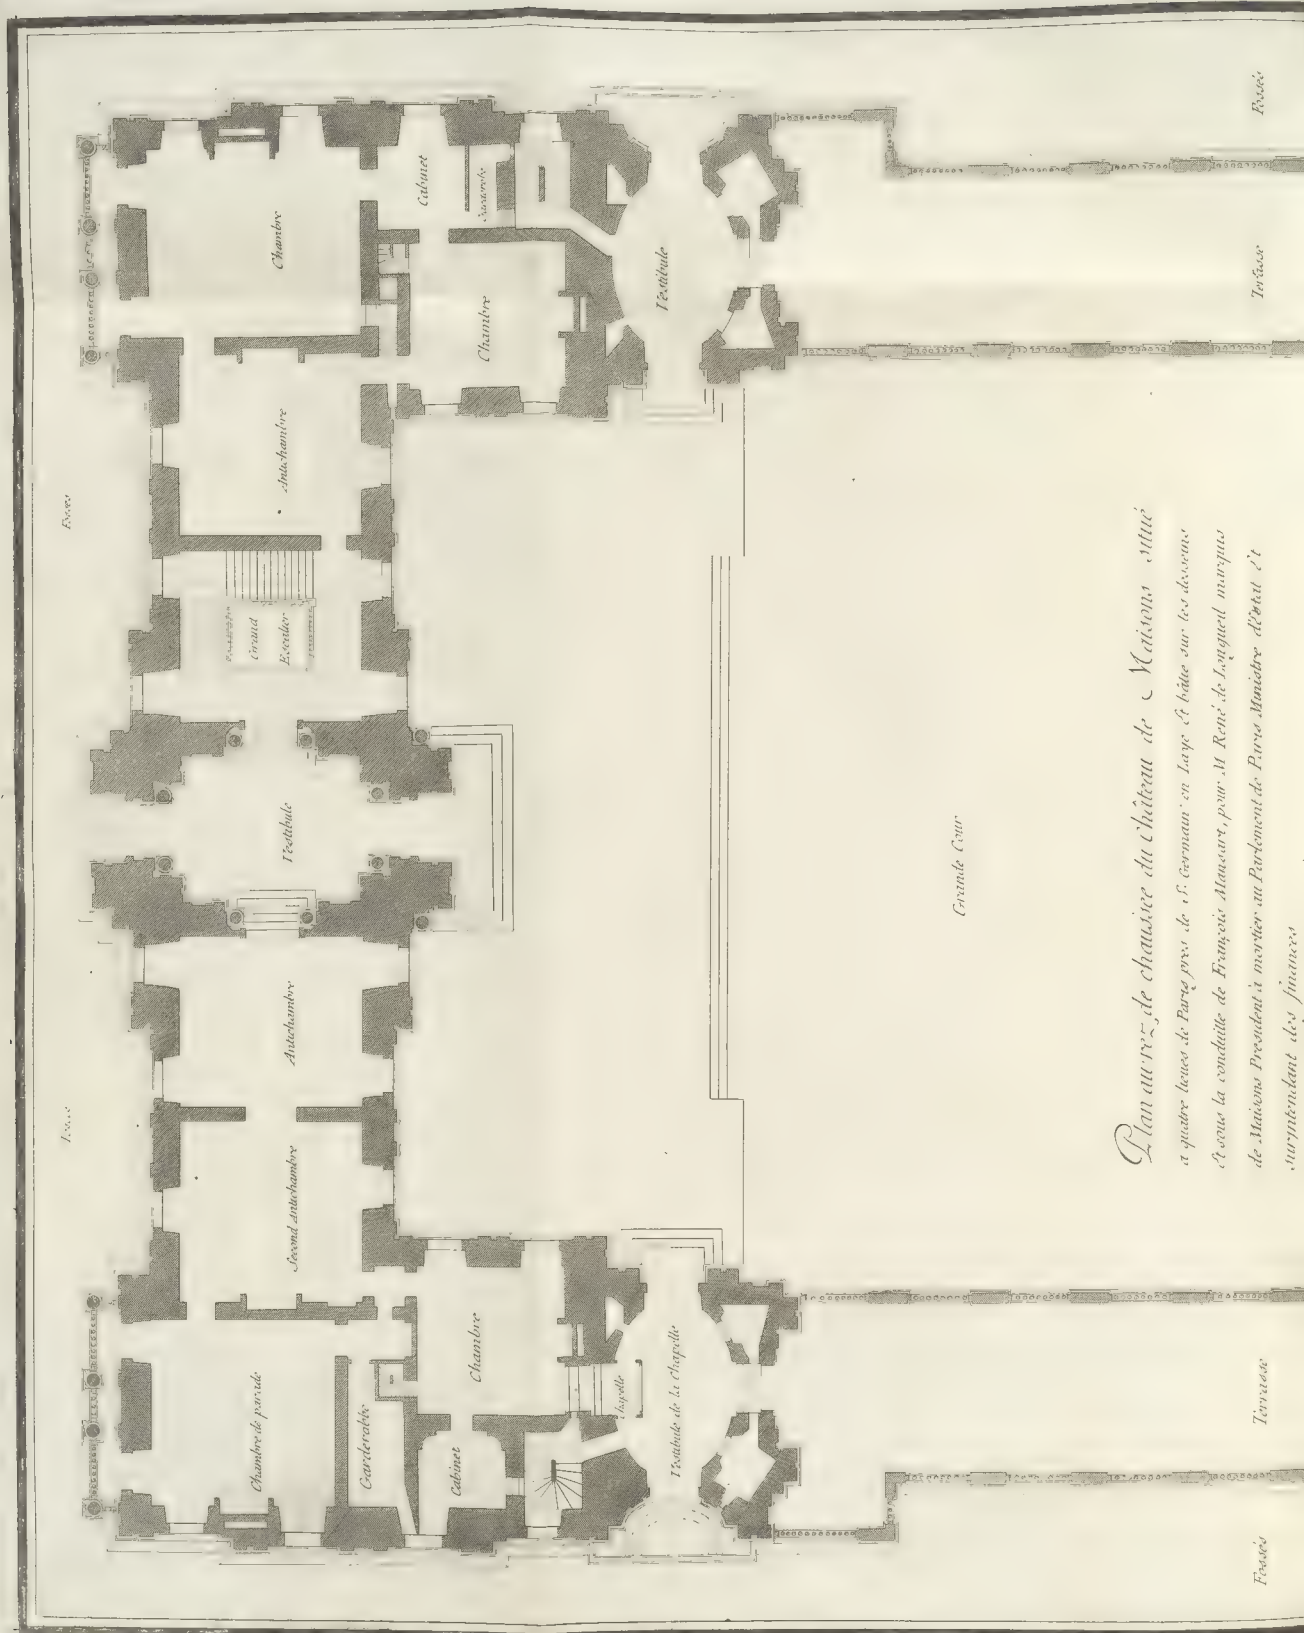 Plan au rez de chaussée du Château de Maisons situé
a quatre lieues de Paris pres de S. Germain en Laye Et bâtie sur les desseins
Et sous la conduitte de François Mansart, pour M René de Longueil marquis
de Maisons President à mortier au Parlement de Paris Ministre d'état Et
surintendant des finances
Fossés
Fossés
Chambre de parade
Second Antichambre
Antichambre
Vestibule
Grand
Escalier
Antichambre
Chambre
Garderobbe
Cabinet
Chambre
Chambre
Cabinet
Garderobe
Chapelle
Vestibule de la Chapelle
Vestibule
Grande Cour
Fossés
Terrasse
Terasse
Fossés